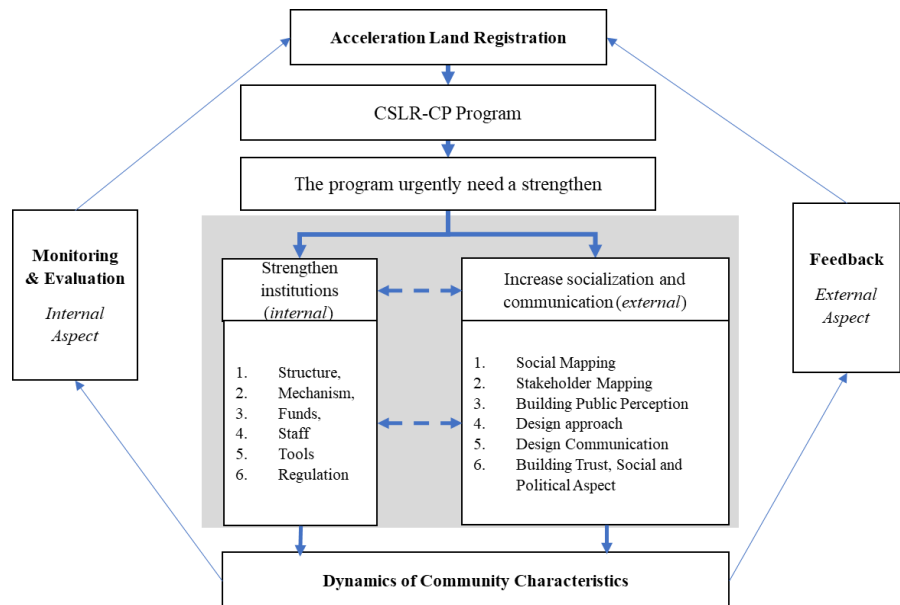 Acceleration Land Registration
CSLR-CP Program
The program urgently need a strengthen
Monitoring
& Evaluation
Internal
Aspect
Strengthen
institutions
(internal)
1. Structure,
2. Mechanism,
3. Funds,
4. Staff
5. Tools
6. Regulation
Increase socialization and
communication (external)
1. Social Mapping
2. Stakeholder Mapping
3. Building Public Perception
4. Design approach
5. Design Communication
6. Building Trust, Social and
Political Aspect
Feedback
External
Aspect
Dynamics of Community Characteristics